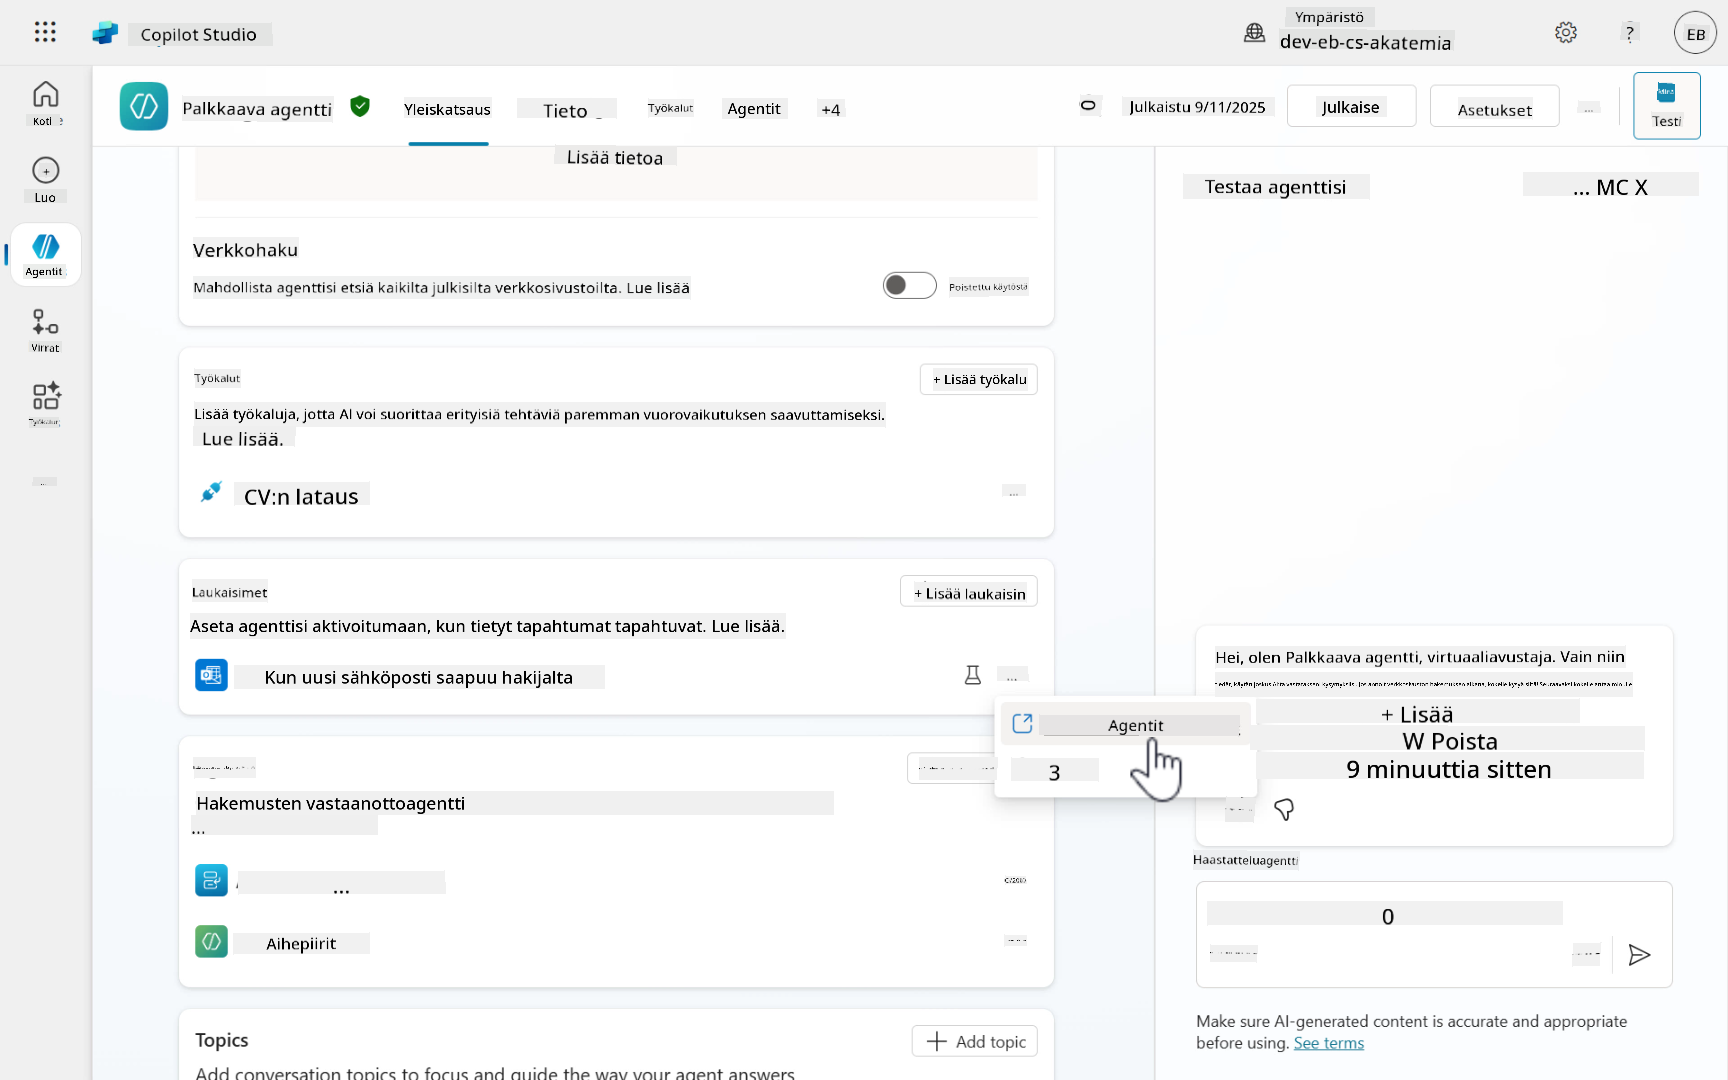 Copilot Studio
Ympäristö
dev-eb-cs-akatemia
?
EB
Koti
Luo
Agentit
Virrat
Työkalut
Palkkaava agentti
Yleiskatsaus
Tieto
Työkalut
Agentit
+4
Julkaistu 9/11/2025
Julkaise
Asetukset
...
Testi
Lisää tietoa
Verkkohaku
Mahdollista agenttisi etsiä kaikilta julkisilta verkkosivustoilta. Lue lisää
Poistettu käytöstä
Työkalut
+ Lisää työkalu
Lisää työkaluja, jotta AI voi suorittaa erityisiä tehtäviä paremman vuorovaikutuksen saavuttamiseksi.
Lue lisää.
CV:n lataus
...
Laukaisimet
+ Lisää laukaisin
Aseta agenttisi aktivoitumaan, kun tietyt tapahtumat tapahtuvat. Lue lisää.
Kun uusi sähköposti saapuu hakijalta
...
Agentit
3
Hakemusten vastaanottoagentti
...
...
Aihepiirit
Topics
Add topic
Add conversation topics to focus and guide the way your agent answers
Testaa agenttisi
... MC X
Hei, olen Palkkaava agentti, virtuaaliavustaja. Vain niin
+ Lisää
W Poista
9 minuuttia sitten
Haastatteluagentti
0
Make sure AI-generated content is accurate and appropriate
before using. See terms